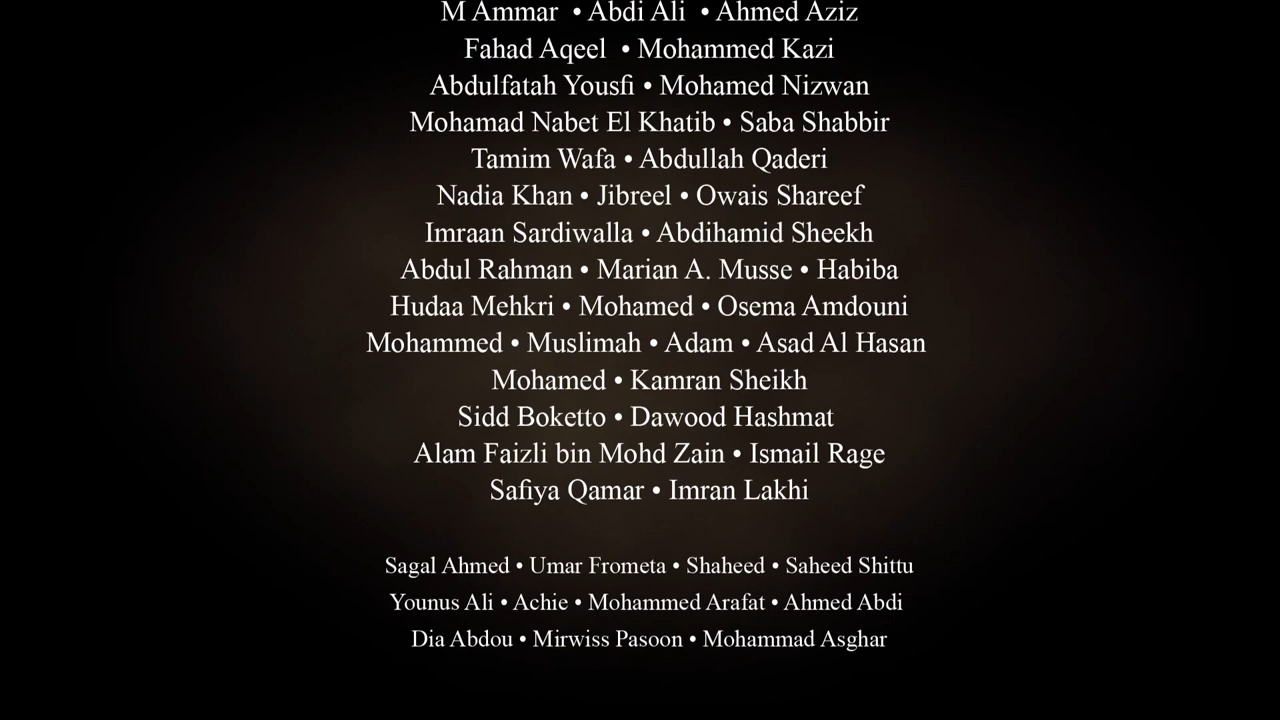 M Ammar • Abdi Ali • Ahmed Aziz
Fahad Aqeel • Mohammed Kazi
Abdulfatah Yousfi • Mohamed Nizwan
Mohamad Nabet El Khatib • Saba Shabbir
Tamim Wafa • Abdullah Qaderi
Nadia Khan • Jibreel • Owais Shareef
Imraan Sardiwalla • Abdihamid Sheekh
Abdul Rahman • Marian A. Musse • Habiba
Hudaa Mehkri • Mohamed • Osema Amdouni
Mohammed • Muslimah • Adam • Asad Al Hasan
Mohamed • Kamran Sheikh
Sidd Boketto • Dawood Hashmat
Alam Faizli bin Mohd Zain • Ismail Rage
Safiya Qamar • Imran Lakhi
Sagal Ahmed • Umar Frometa • Shaheed • Saheed Shittu
Younus Ali • Achie • Mohammed Arafat • Ahmed Abdi
Dia Abdou • Mirwiss Pasoon • Mohammad Asghar